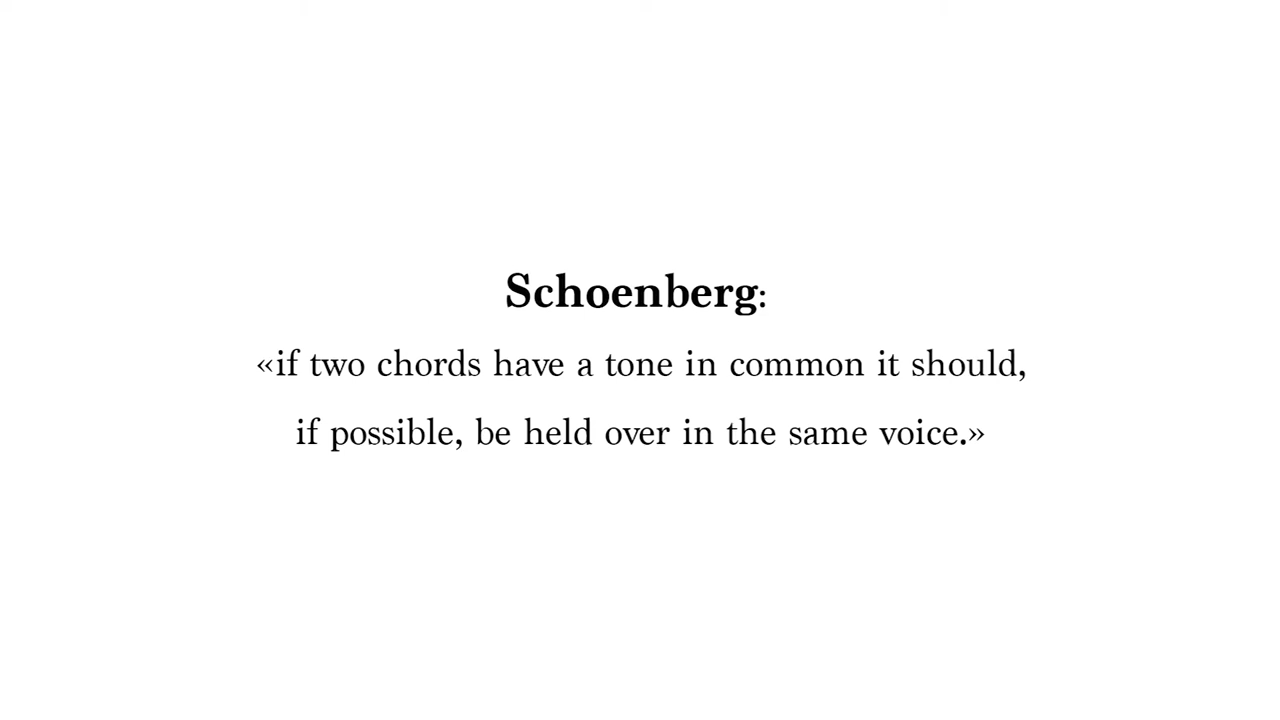 Schoenberg:
«if two chords have a tone in common it should,
if possible, be held over in the same voice.»